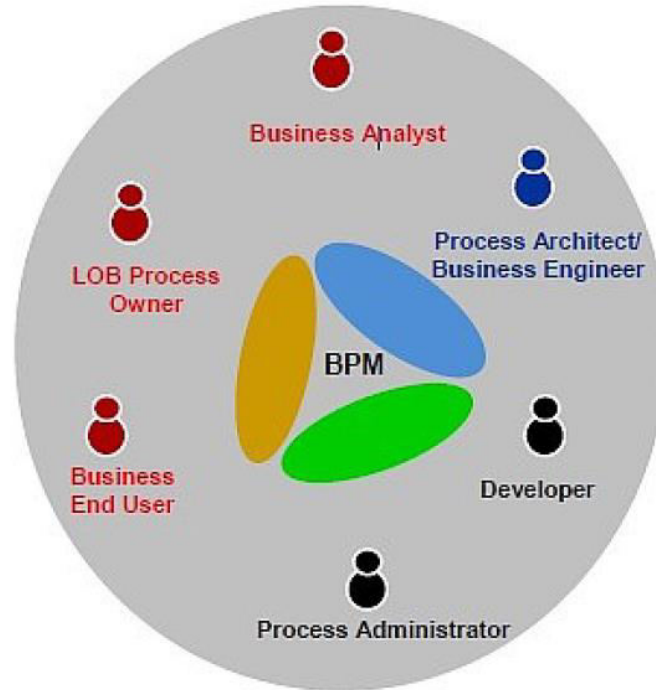 Business Analyst
Process Architect/
Business Engineer
LOB Process
Owner
BPM
Business
End User
Developer
Process Administrator